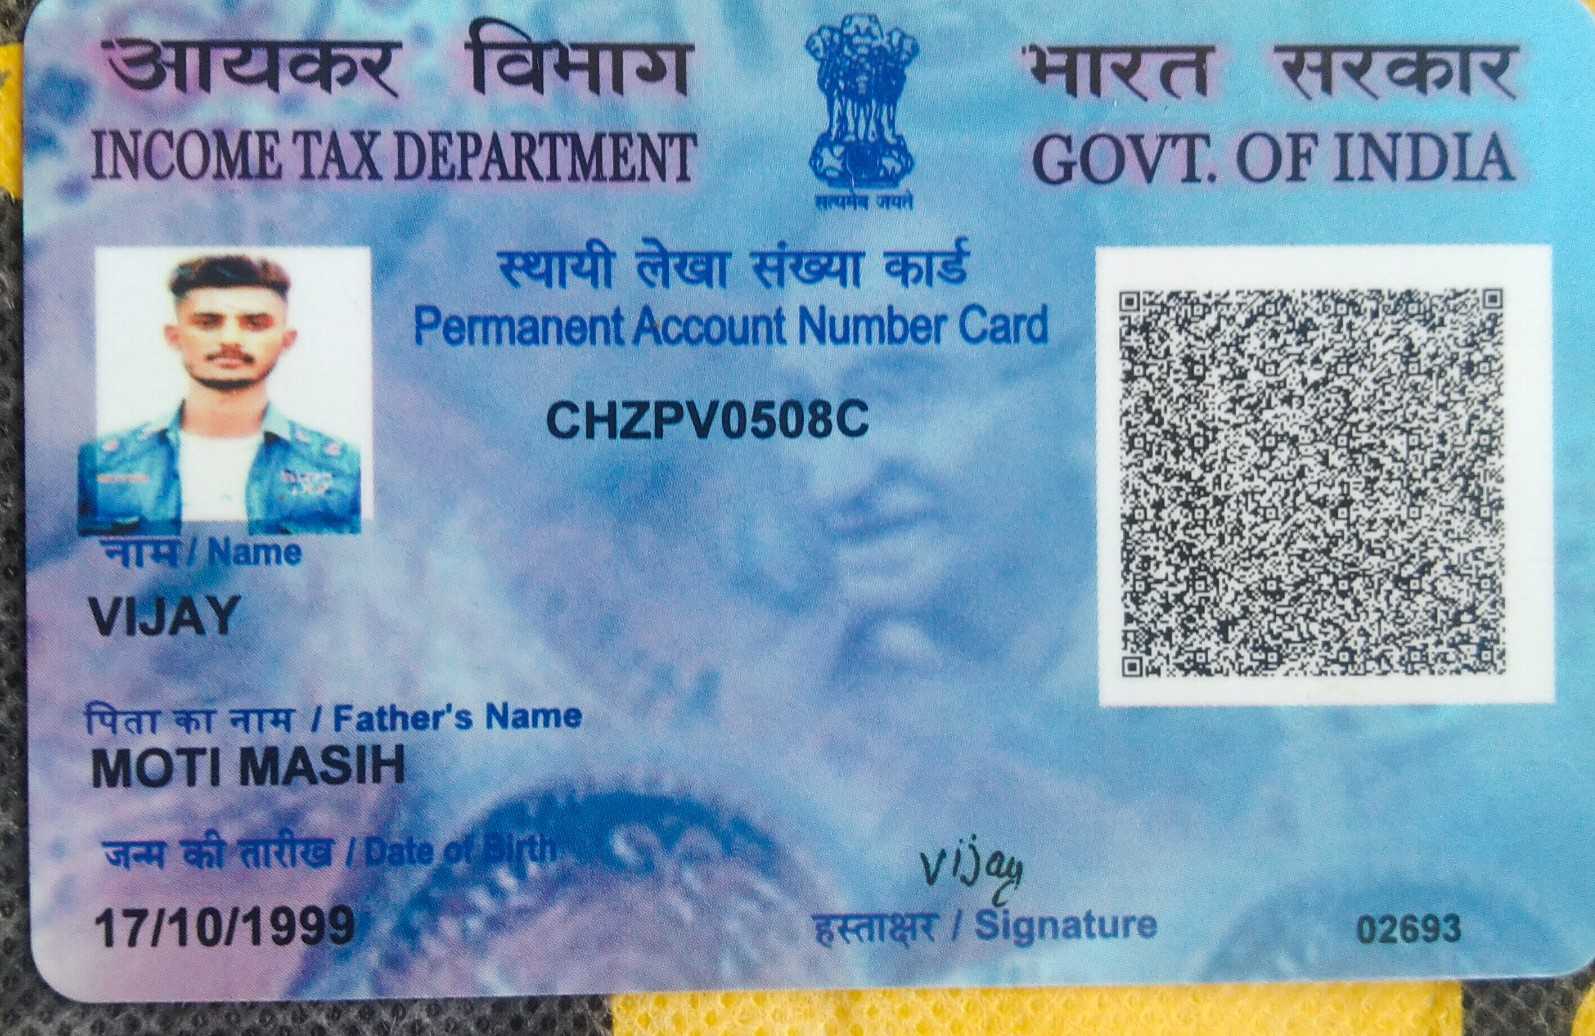 आयकर विभाग
INCOME TAX DEPARTMENT
सत्यमेव जयते
भारत सरकार
GOVT. OF INDIA
स्थायी लेखा संख्या कार्ड
Permanent Account Number Card
CHZPV0508C
नाम / Name
VIJAY
पिता का नाम / Father's Name
MOTI MASIH
जन्म की तारीख / Date of Birth
17/10/1999
Vijay
हस्ताक्षर / Signature
02693